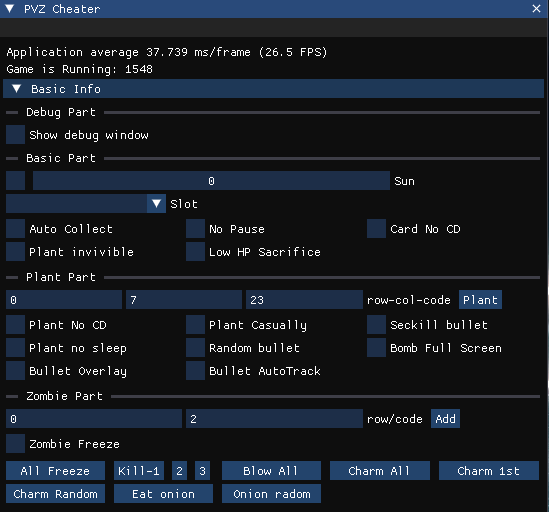 PVZ Cheater
Application average 37.739 ms/frame (26.5 FPS)
Game is Running: 1548
Basic Info
Debug Part
Show debug window
Basic Part
0 Sun
Slot
Auto Collect No Pause Card No CD
Plant invivible Low HP Sacrifice
Plant Part
0 7 23 row-col-code Plant
Plant No CD Plant Casually Seckill bullet
Plant no sleep Random bullet Bomb Full Screen
Bullet Overlay Bullet AutoTrack
Zombie Part
0 2 row/code Add
Zombie Freeze
All Freeze Kill-1 2 3 Blow All Charm All Charm 1st
Charm Random Eat onion Onion radom